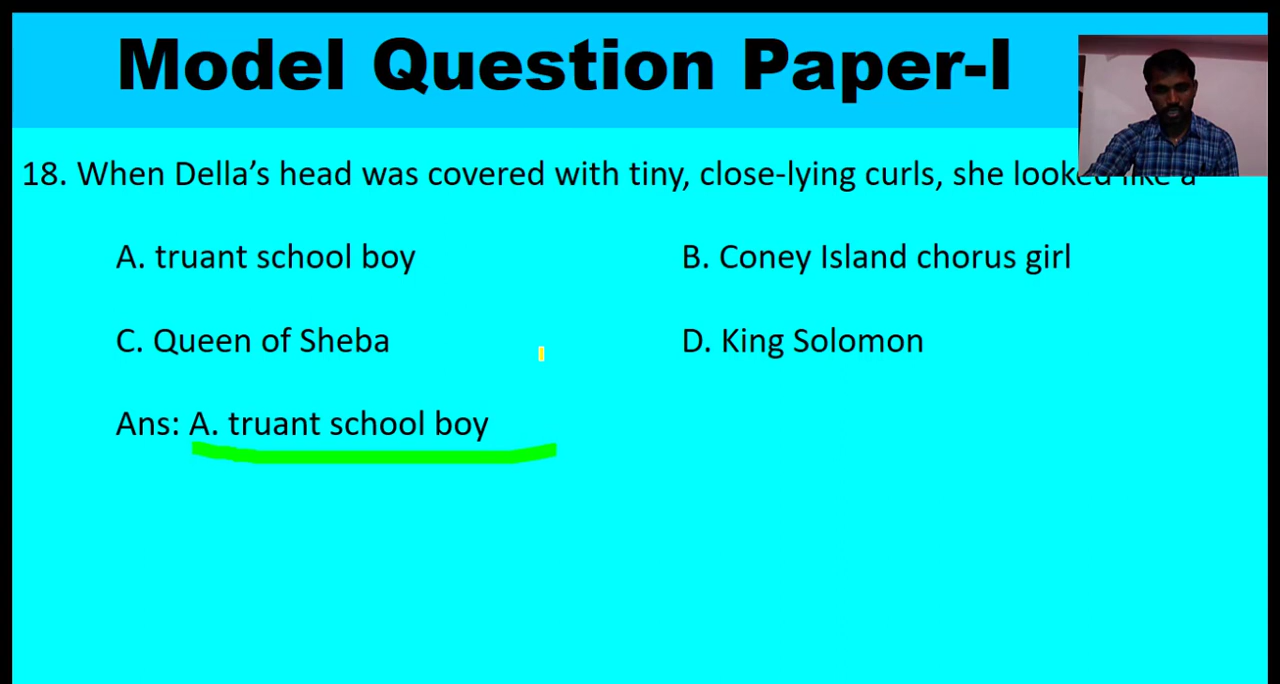 Model Question Paper-I
18. When Della’s head was covered with tiny, close-lying curls, she looked like a
A. truant school boy
B. Coney Island chorus girl
C. Queen of Sheba
D. King Solomon
Ans: A. truant school boy